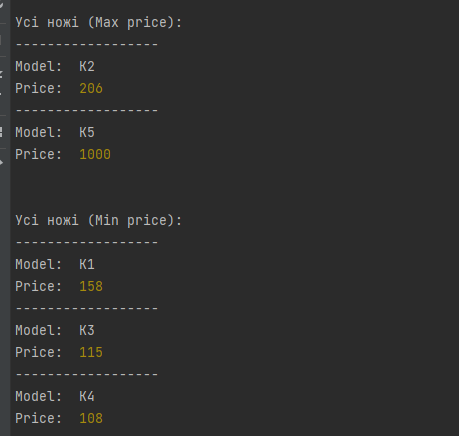 Усі ножі (Max price):
------------------
Model:  K2
Price:  206
------------------
Model:  K5
Price:  1000
Усі ножі (Min price):
------------------
Model:  K1
Price:  158
------------------
Model:  K3
Price:  115
------------------
Model:  K4
Price:  108